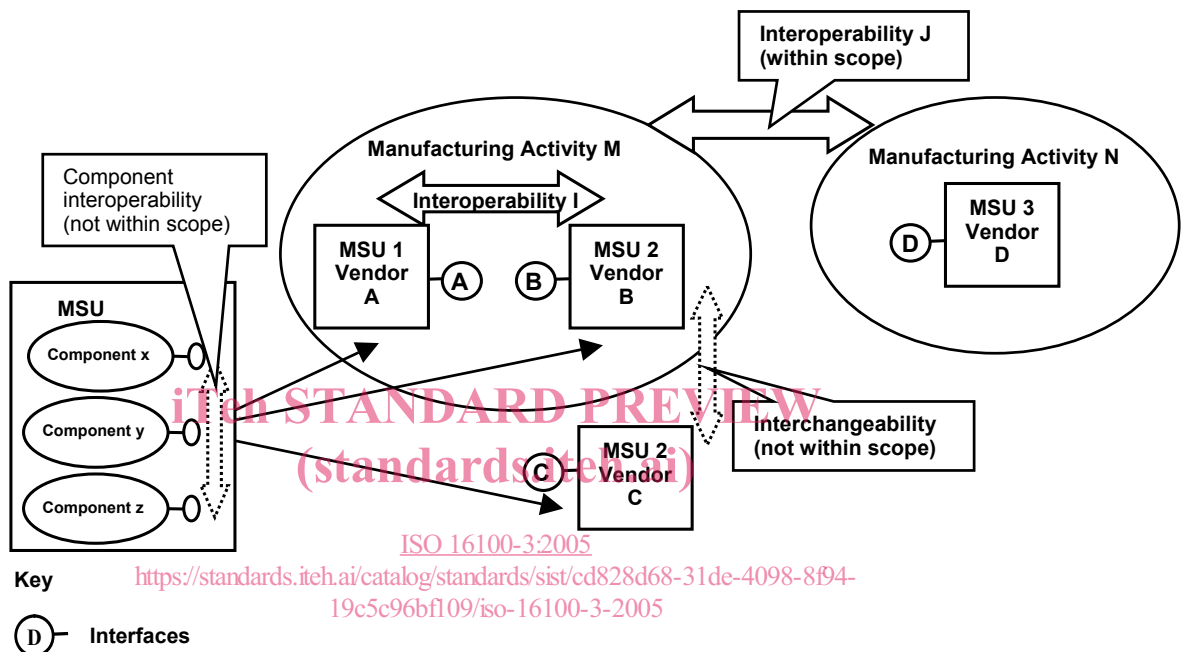 Interoperability J
(within scope)
Manufacturing Activity M
Manufacturing Activity N
Component
interoperability
(not within scope)
Interoperability I
MSU 1
Vendor
A
A
B
MSU 2
Vendor
B
D
MSU 3
Vendor
D
MSU
Component x
Component y
Component z
iTeh STANDARD PREVIEW
(standards.iteh.ai)
Interchangeability
(not within scope)
C
MSU 2
Vendor
C
ISO 16100-3:2005
https://standards.iteh.ai/catalog/standards/sist/cd828d68-31de-4098-8f94-
19c5c96bf109/iso-16100-3-2005
Key
D Interfaces